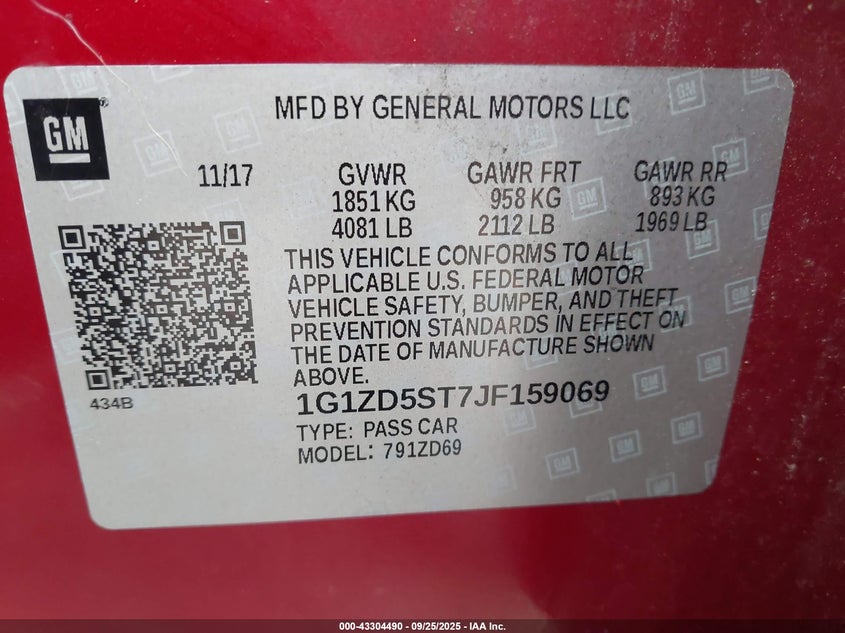 GM
MFD BY GENERAL MOTORS LLC
11/17 GVWR GAWR FRT GAWR RR
1851 KG 958 KG 893 KG
4081 LB 2112 LB 1969 LB
THIS VEHICLE CONFORMS TO ALL
APPLICABLE U.S. FEDERAL MOTOR
VEHICLE SAFETY, BUMPER, AND THEFT
PREVENTION STANDARDS IN EFFECT ON
THE DATE OF MANUFACTURE SHOWN
ABOVE.
434B
1G1ZD5ST7JF159069
TYPE: PASS CAR
MODEL: 791ZD69
000-43304490 - 09/25/2025 - IAA Inc.